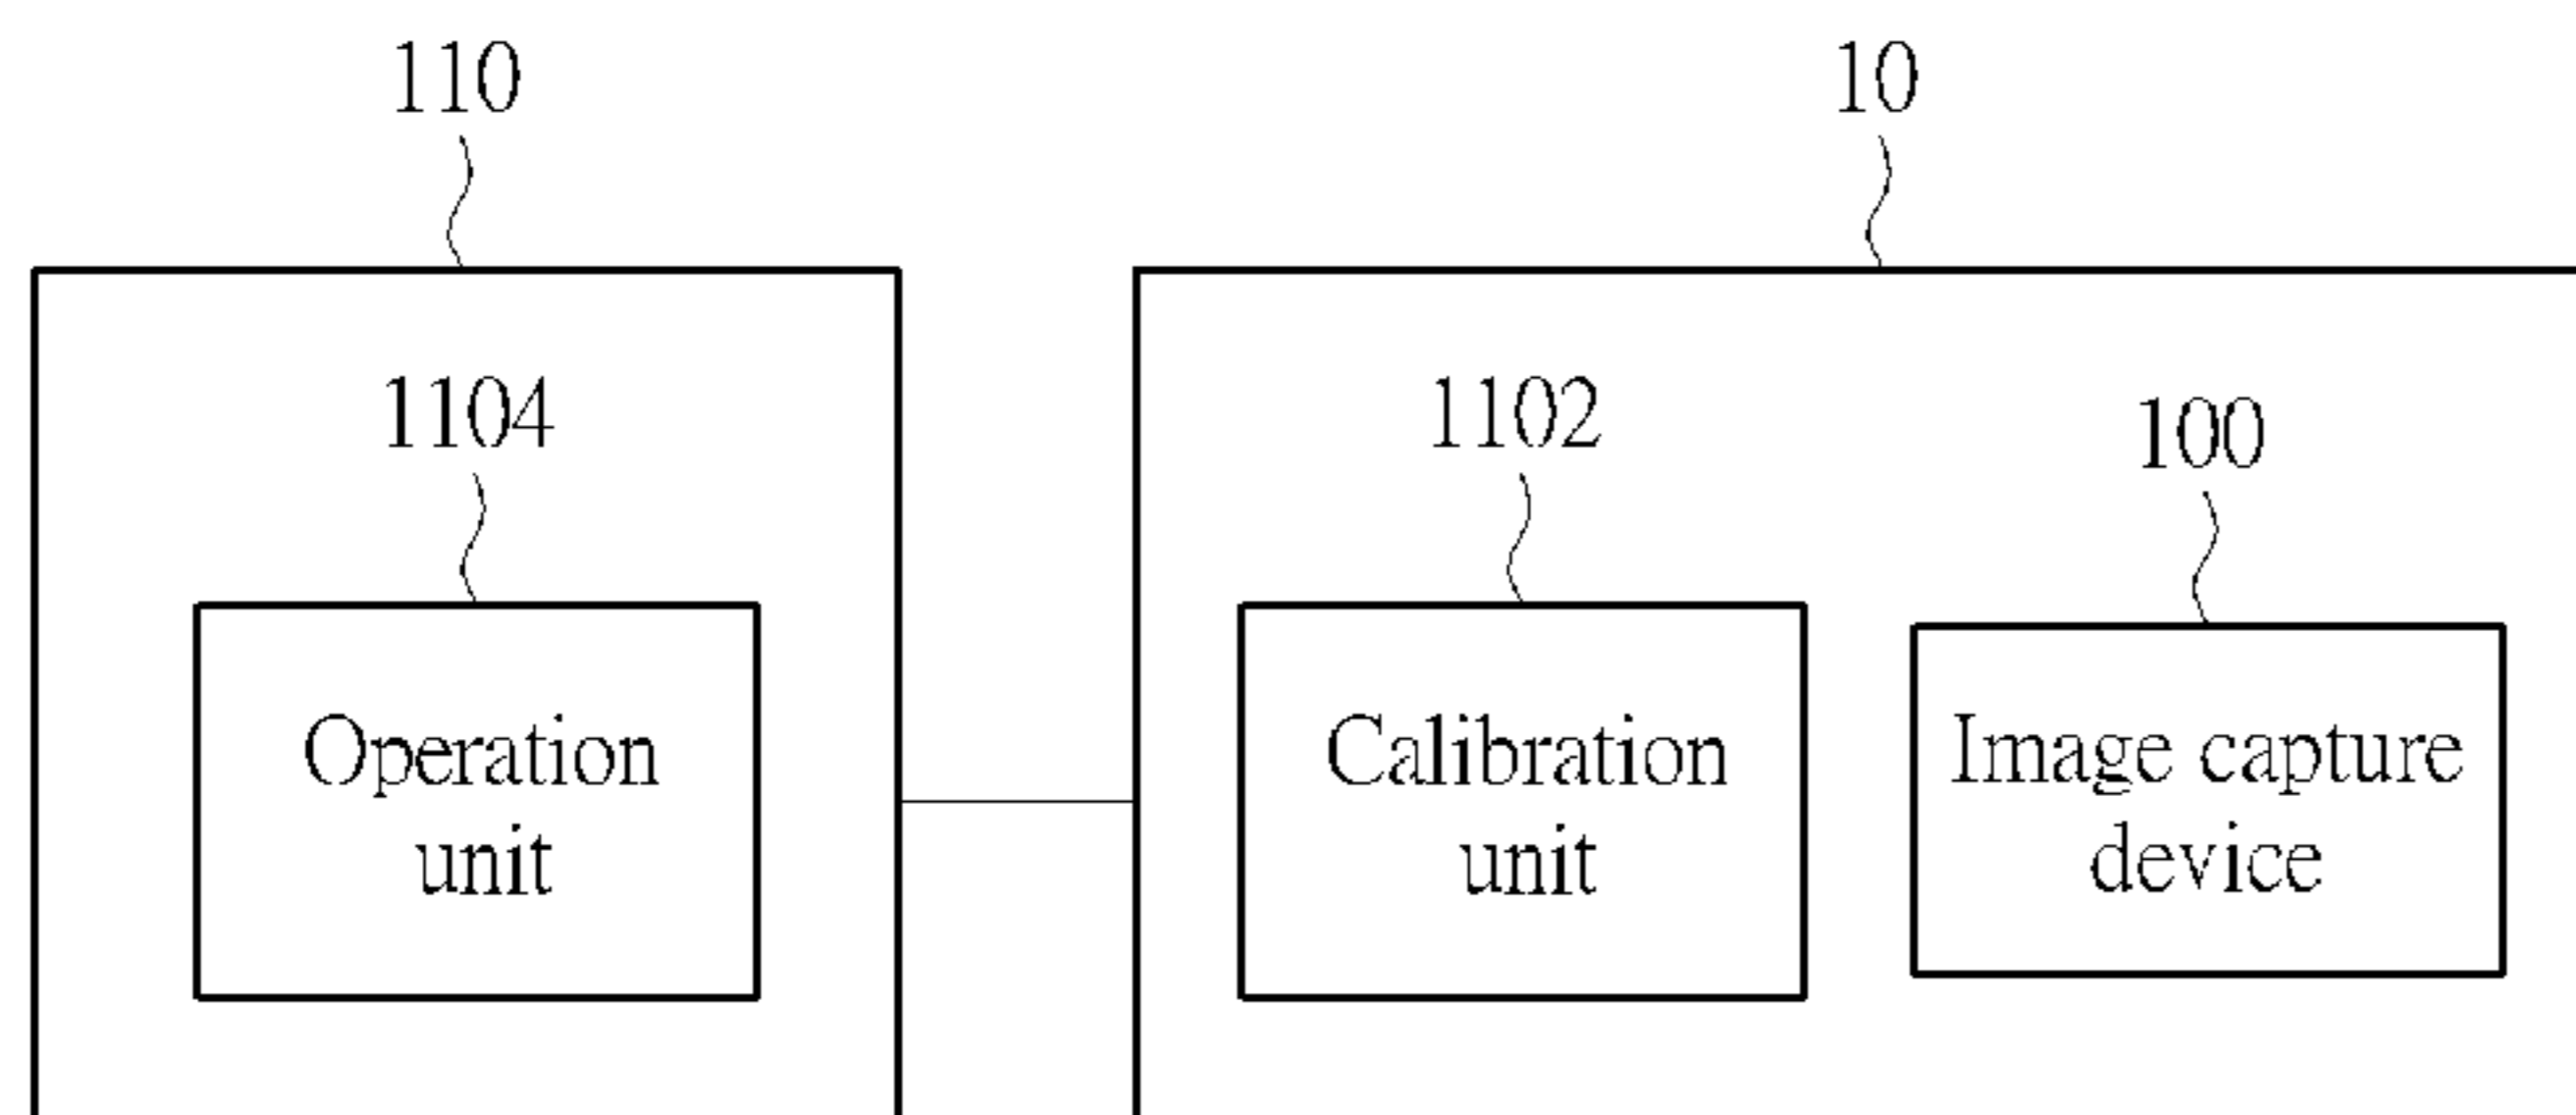 110
10
1104
1102
100
Operation
unit
Calibration
unit
Image capture
device